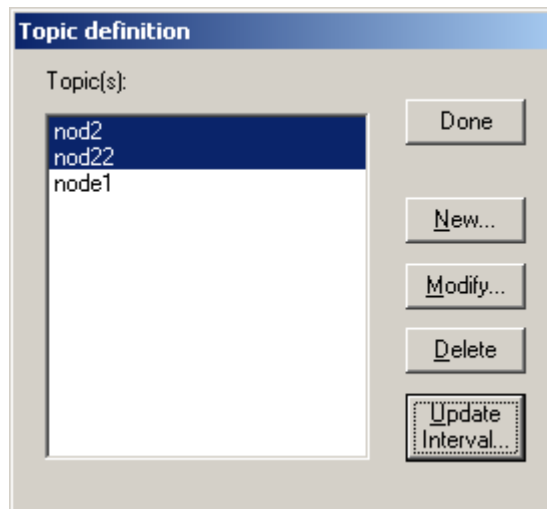 Topic definition
Topic(s):
nod2
nod22
node1
Done
New...
Modify...
Delete
Update
Interval...